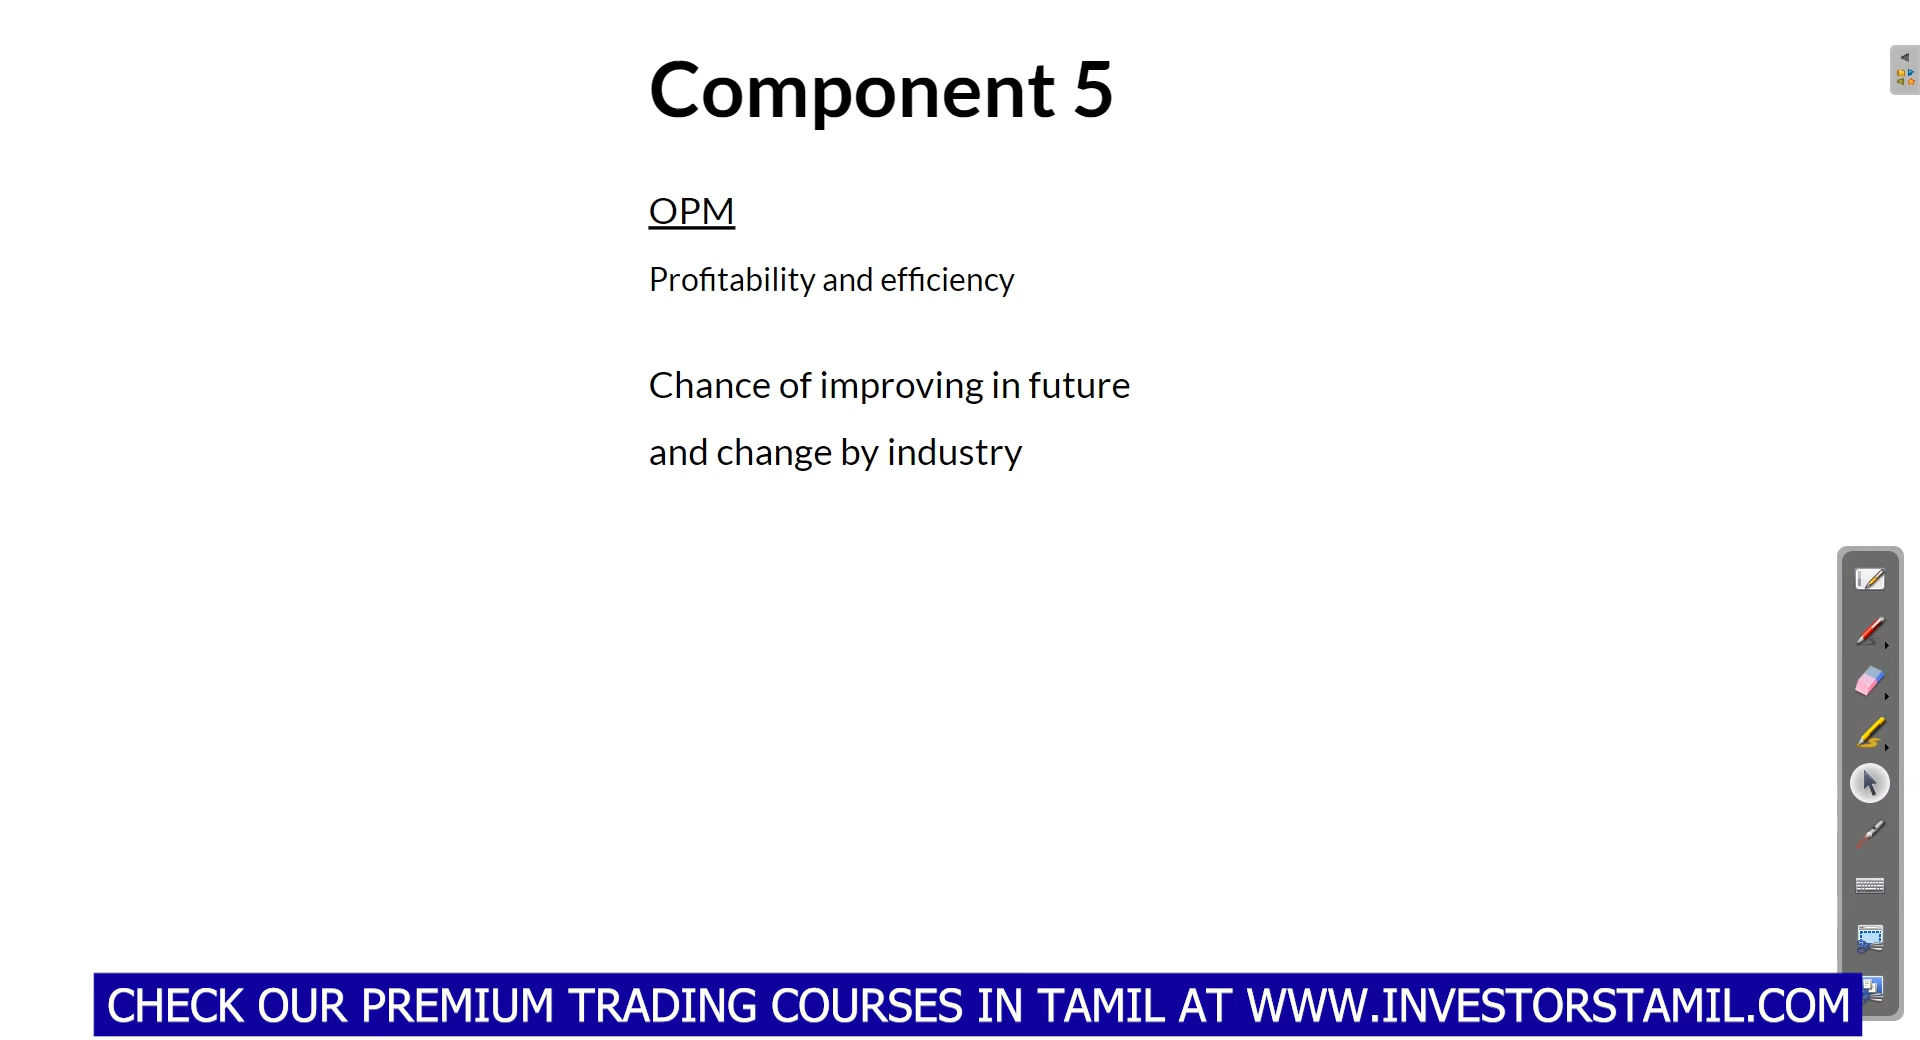 Component 5
OPM
Profitability and efficiency
Chance of improving in future
and change by industry
CHECK OUR PREMIUM TRADING COURSES IN TAMIL AT WWW.INVESTORSTAMIL.COM